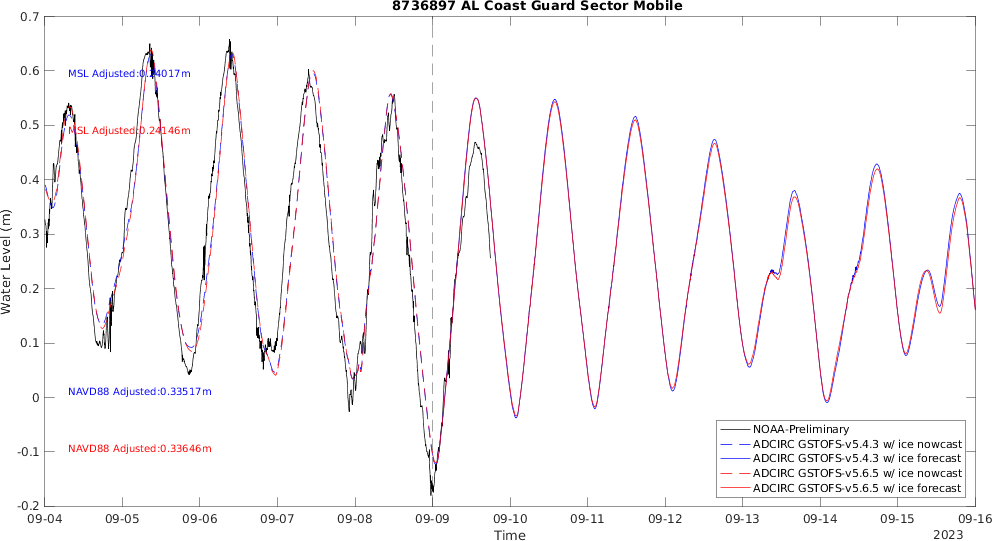 8736897 AL Coast Guard Sector Mobile
Water Level (m)
0.7
0.6
0.5
0.4
0.3
0.2
0.1
0
-0.1
-0.2
MSL Adjusted:0.24017m
MSL Adjusted:0.24146m
NAVD88 Adjusted:0.33517m
NAVD88 Adjusted:0.33646m
NOAA-Preliminary
ADCIRC GSTOFS-v5.4.3 w/ ice nowcast
ADCIRC GSTOFS-v5.4.3 w/ ice forecast
ADCIRC GSTOFS-v5.6.5 w/ ice nowcast
ADCIRC GSTOFS-v5.6.5 w/ ice forecast
09-04 09-05 09-06 09-07 09-08 09-09 09-10 09-11 09-12 09-13 09-14 09-15 09-16
Time
2023